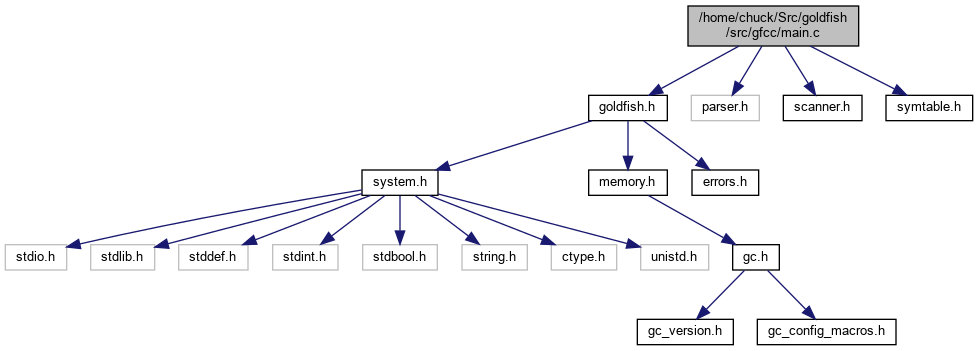 /home/chuck/Src/goldfish
/src/gfcc/main.c
goldfish.h
parser.h
scanner.h
symtable.h
system.h
memory.h
errors.h
stdio.h
stdlib.h
stddef.h
stdint.h
stdbool.h
string.h
ctype.h
unistd.h
gc.h
gc_version.h
gc_config_macros.h